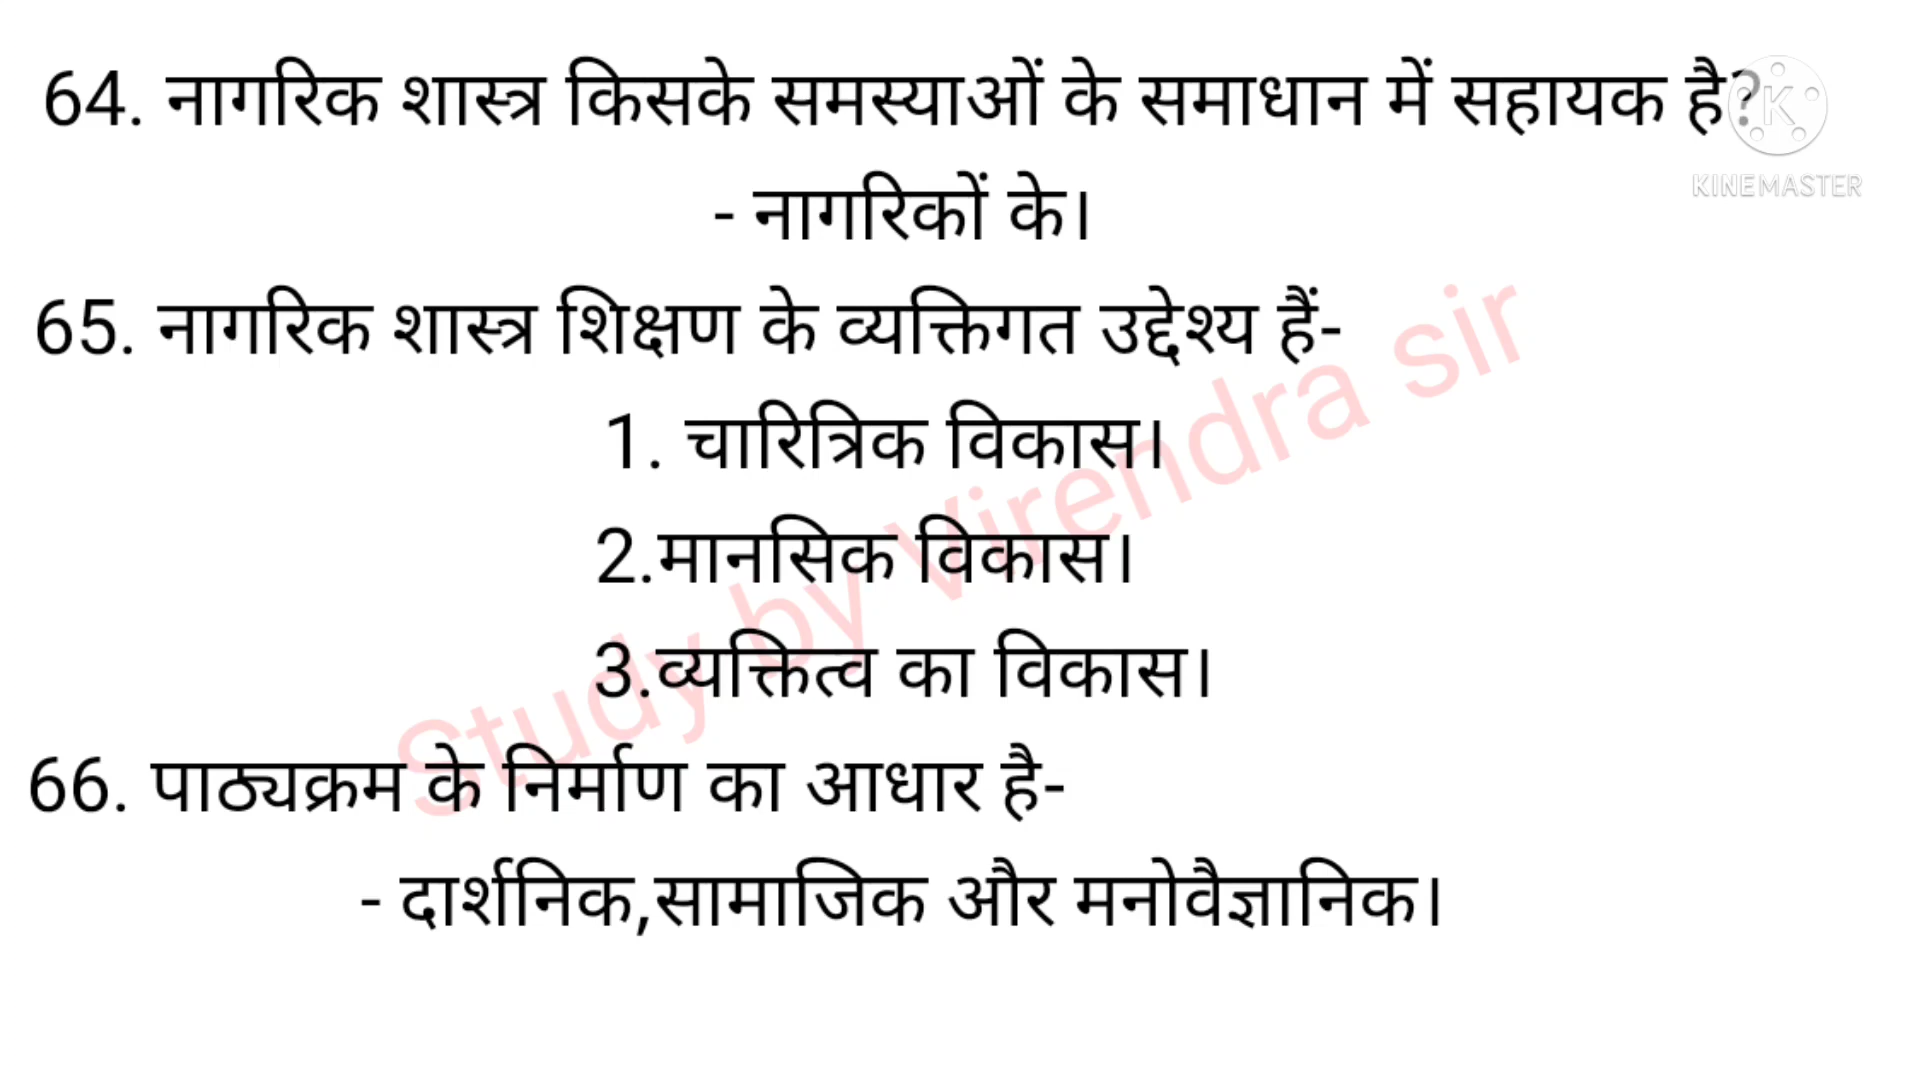 64. नागरिक शास्त्र किसके समस्याओं के समाधान में सहायक है?
KINEMASTER
- नागरिकों के।
65. नागरिक शास्त्र शिक्षण के व्यक्तिगत उद्देश्य हैं-
1. चारित्रिक विकास।
2.मानसिक विकास।
3.व्यक्तित्व का विकास।
66. पाठ्यक्रम के निर्माण का आधार है-
- दार्शनिक,सामाजिक और मनोवैज्ञानिक।
Study by Virendra sir